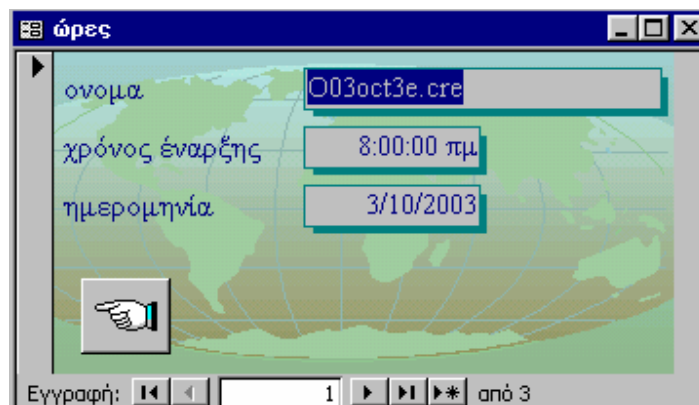 ώρες
ονομα O03oct3e.cre
χρόνος έναρξης 8:00:00 πμ
ημερομηνία 3/10/2003
Εγγραφή: 1 από 3